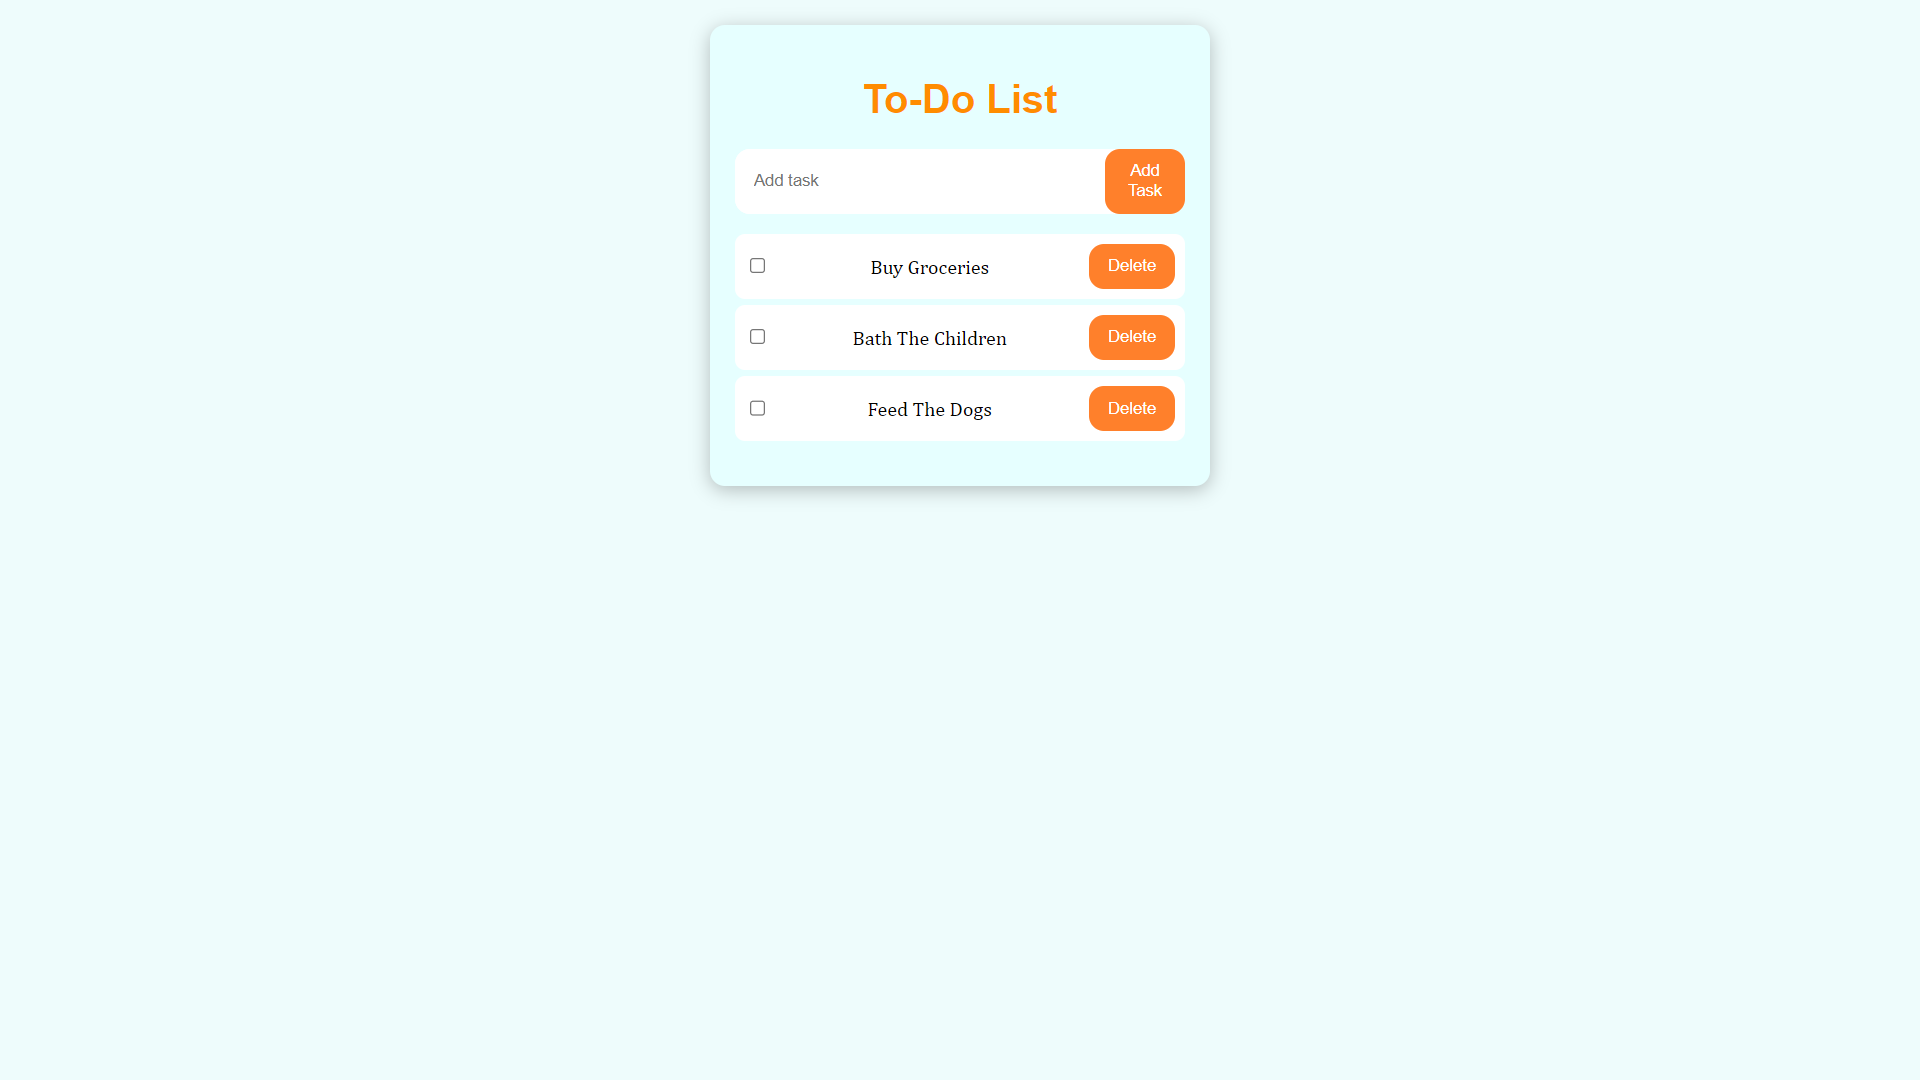 To-Do List
Add task
Add
Task
Buy Groceries
Delete
Bath The Children
Delete
Feed The Dogs
Delete